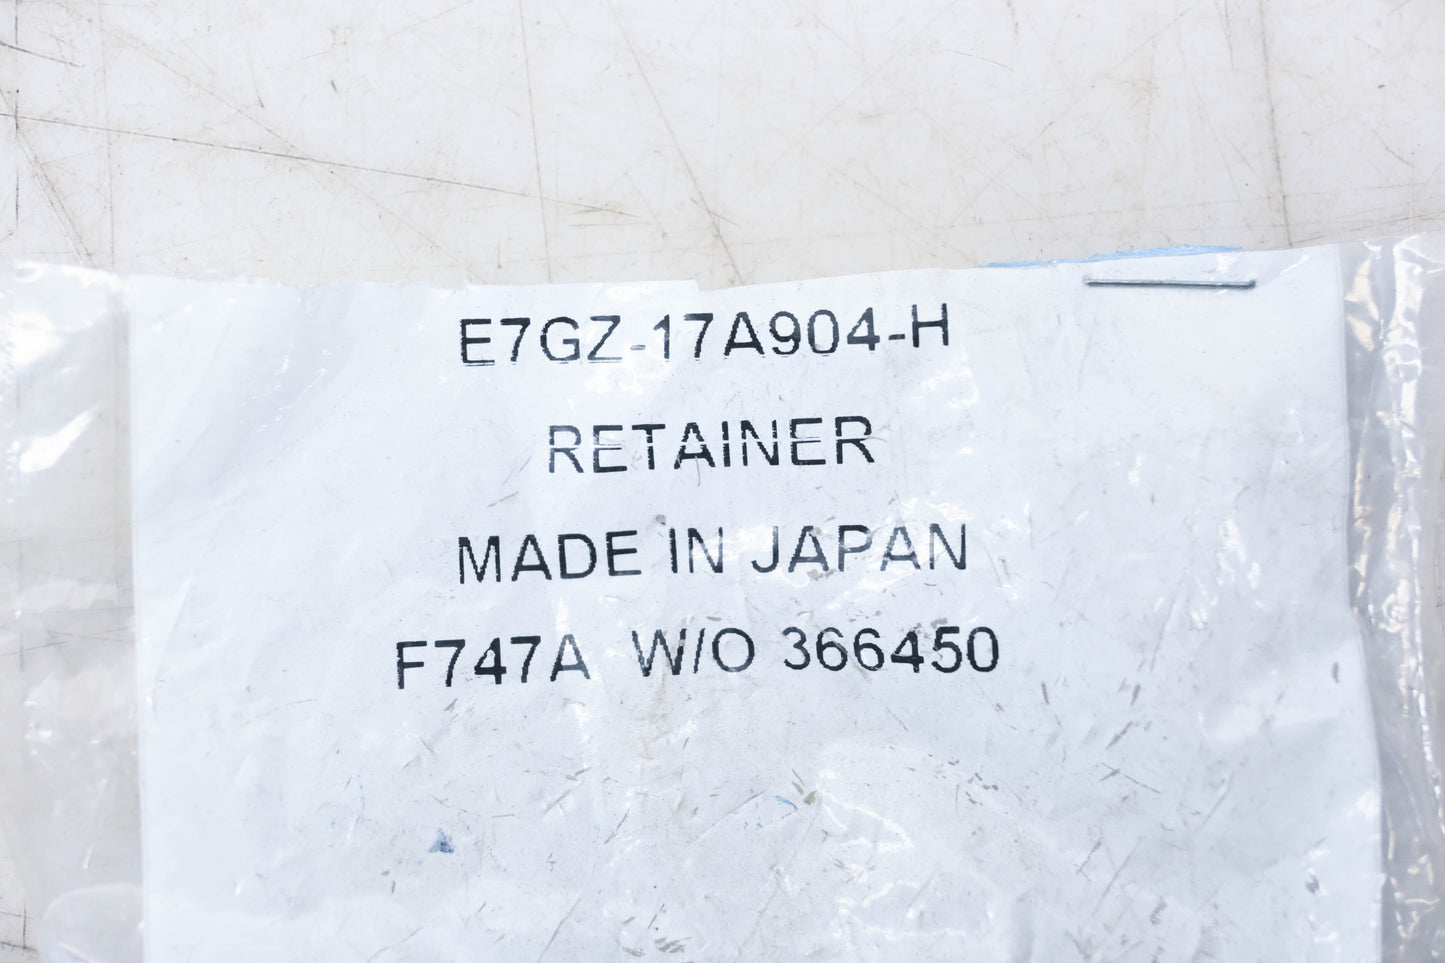 E7GZ-17A904-H
RETAINER
MADE IN JAPAN
F747A W/O 366450